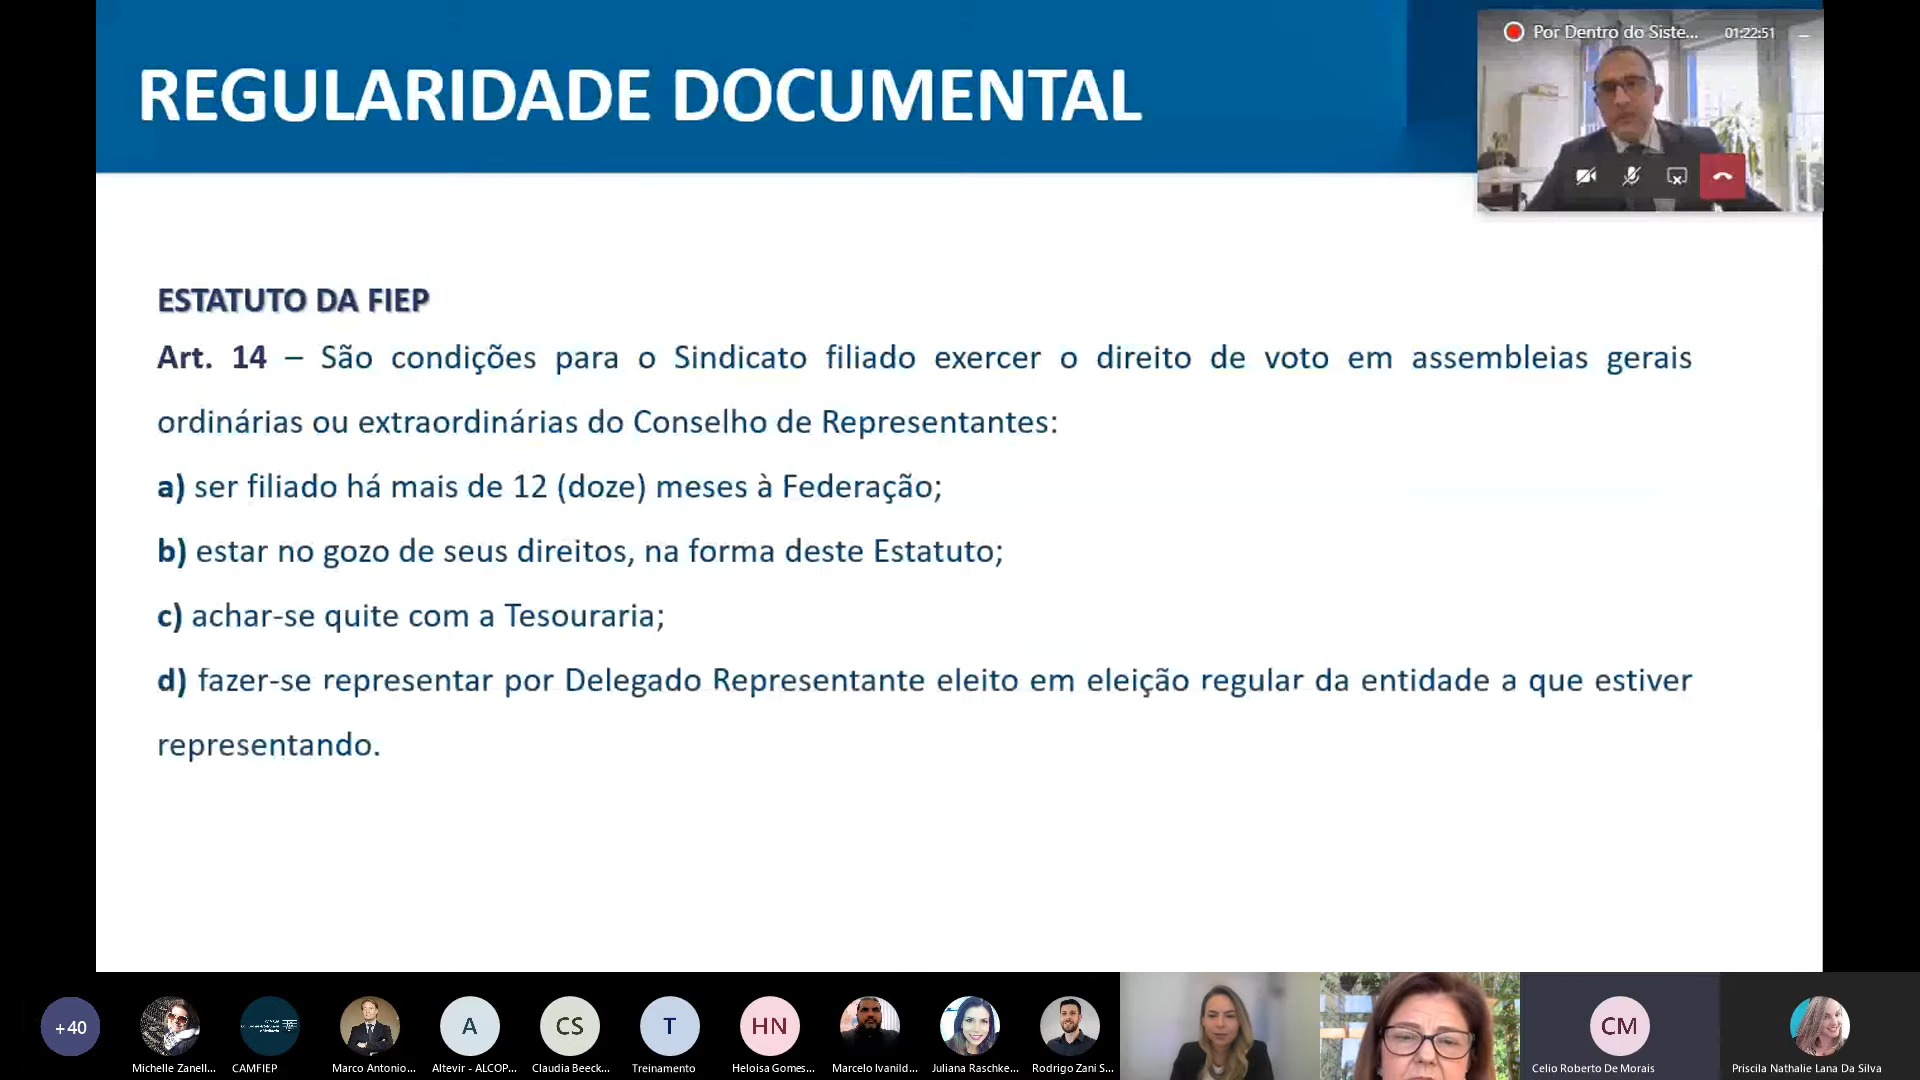 REGULARIDADE DOCUMENTAL
Por Dentro do Siste...
01:22:51
ESTATUTO DA FIEP
Art. 14 – São condições para o Sindicato filiado exercer o direito de voto em assembleias gerais
ordinárias ou extraordinárias do Conselho de Representantes:
a) ser filiado há mais de 12 (doze) meses à Federação;
b) estar no gozo de seus direitos, na forma deste Estatuto;
c) achar-se quite com a Tesouraria;
d) fazer-se representar por Delegado Representante eleito em eleição regular da entidade a que estiver
representando.
+40
A
CS
T
HN
CM
Michelle Zanell...
CAMFIEP
Marco Antonio...
Altevir - ALCOP...
Claudia Beeck...
Treinamento
Heloisa Gomes...
Marcelo Ivanild...
Juliana Raschke...
Rodrigo Zani S...
Celio Roberto De Morais
Priscila Nathalie Lana Da Silva